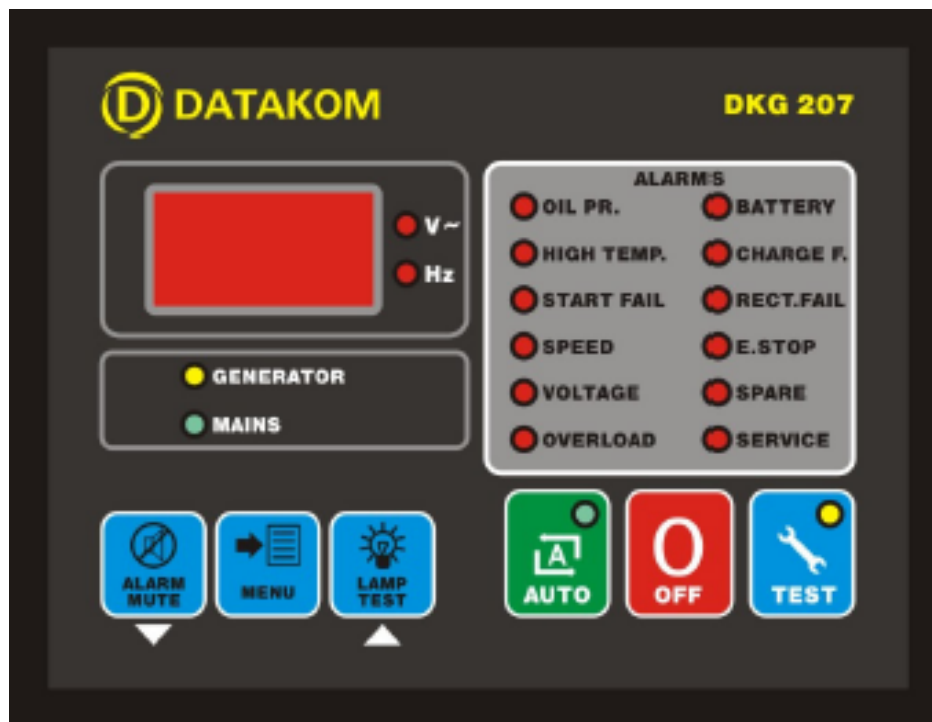 DATAKOM
DKG 207
V~
Hz
GENERATOR
MAINS
ALARM'S
OIL PR.
BATTERY
HIGH TEMP.
CHARGE F.
START FAIL
RECT.FAIL
SPEED
E.STOP
VOLTAGE
SPARE
OVERLOAD
SERVICE
ALARM
MUTE
MENU
LAMP
TEST
A
AUTO
0
OFF
TEST